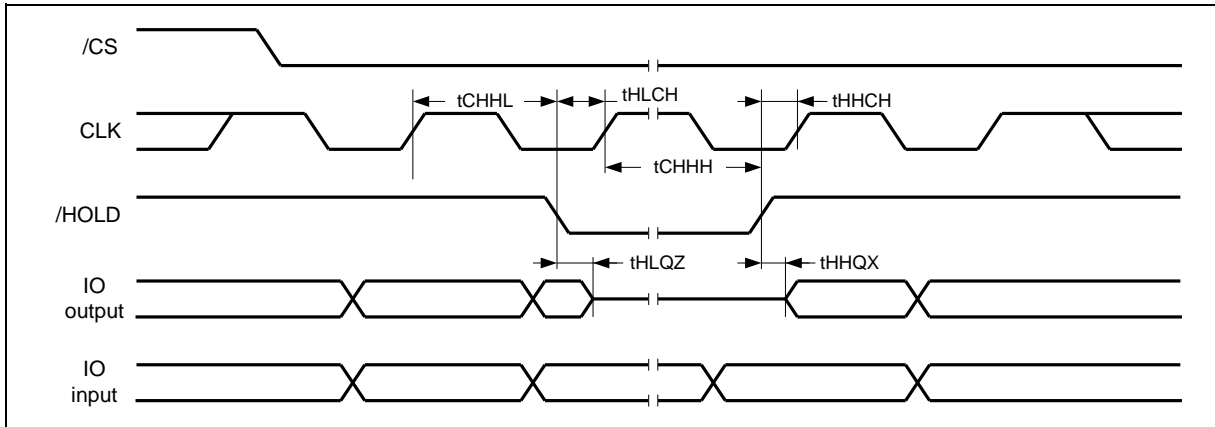 /CS
tCHHL
tHLCH
tHHCH
CLK
tCHHH
/HOLD
tHLQZ
tHHQX
IO
output
IO
input